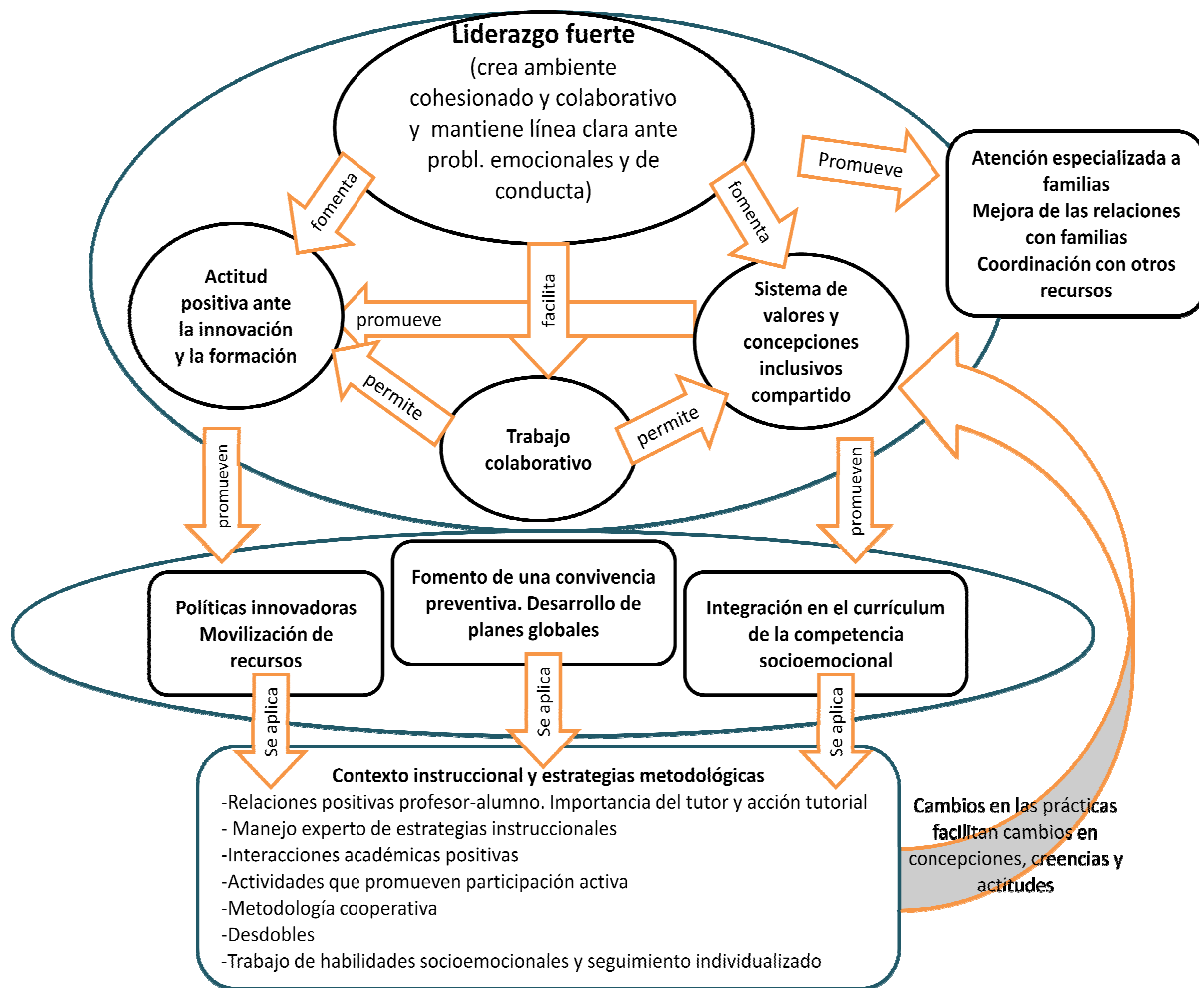 Liderazgo fuerte
(crea ambiente
cohesionado y colaborativo
y mantiene línea clara ante
probl. emocionales y de
conducta)
Promueve
Atención especializada a
familias
Mejora de las relaciones
con familias
Coordinación con otros
recursos
fomenta
fomenta
facilita
Actitud
positiva ante
la innovación
y la formación
promueve
Sistema de
valores y
concepciones
inclusivos
compartido
permite
permite
Trabajo
colaborativo
promueven
promueven
Políticas innovadoras
Movilización de
recursos
Fomento de una convivencia
preventiva. Desarrollo de
planes globales
Integración en el currículum
de la competencia
socioemocional
Se aplica
Se aplica
Se aplica
Contexto instruccional y estrategias metodológicas
-Relaciones positivas profesor-alumno. Importancia del tutor y acción tutorial
- Manejo experto de estrategias instruccionales
-Interacciones académicas positivas
-Actividades que promueven participación activa
-Metodología cooperativa
-Desdobles
-Trabajo de habilidades socioemocionales y seguimiento individualizado
Cambios en las prácticas
facilitan cambios en
concepciones, creencias y
actitudes